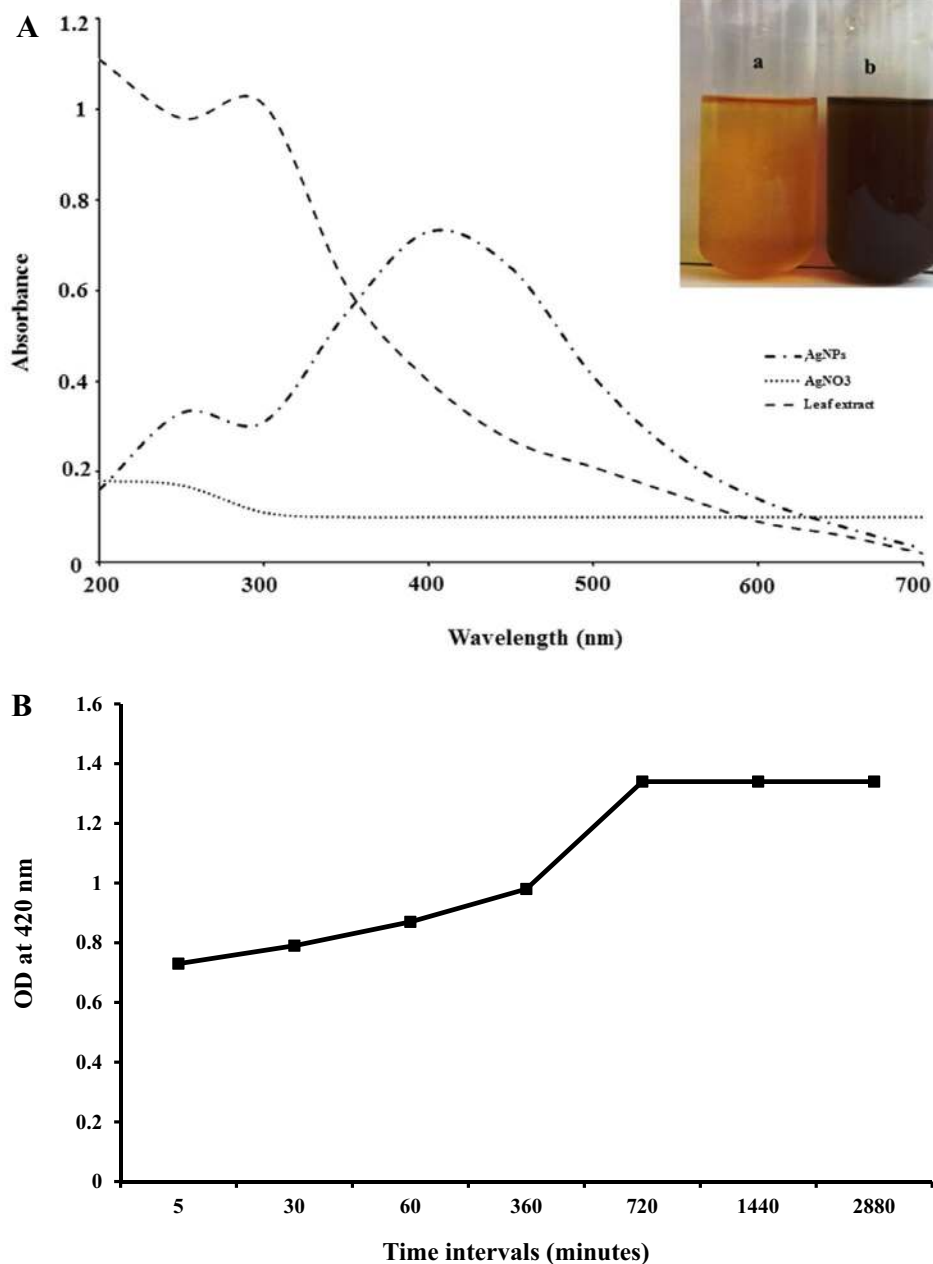 A
1.2
1
0.8
0.6
0.4
0.2
0
Absorbance
200 300 400 500 600 700
Wavelength (nm)
a b
AgNPs
AgNO3
Leaf extract
B
1.6
1.4
1.2
1
0.8
0.6
0.4
0.2
0
OD at 420 nm
5 30 60 360 720 1440 2880
Time intervals (minutes)